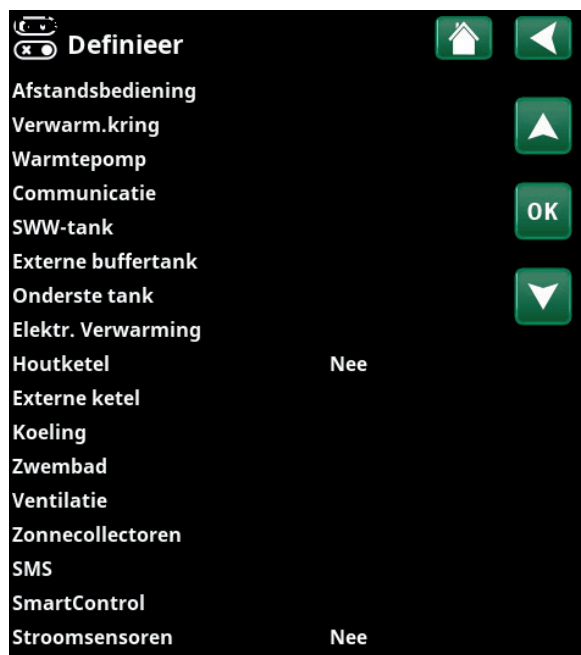 Definieer
Afstandsbediening
Verwarm.kring
Warmtepomp
Communicatie
OK
SWW-tank
Externe buffertank
Onderste tank
Elektr. Verwarming
Houtketel Nee
Externe ketel
Koeling
Zwembad
Ventilatie
Zonnecollectoren
SMS
SmartControl
Stroomsensoren Nee